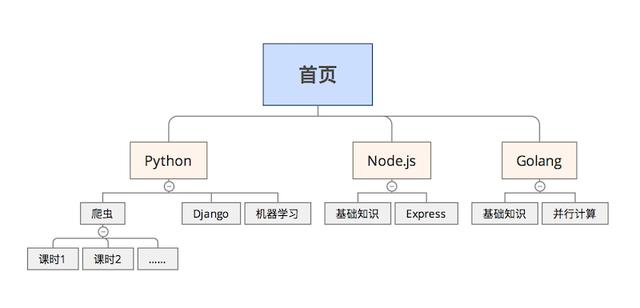 首页
Python
Node.js
Golang
爬虫
Django
机器学习
基础知识
Express
基础知识
并行计算
课时1
课时2
......